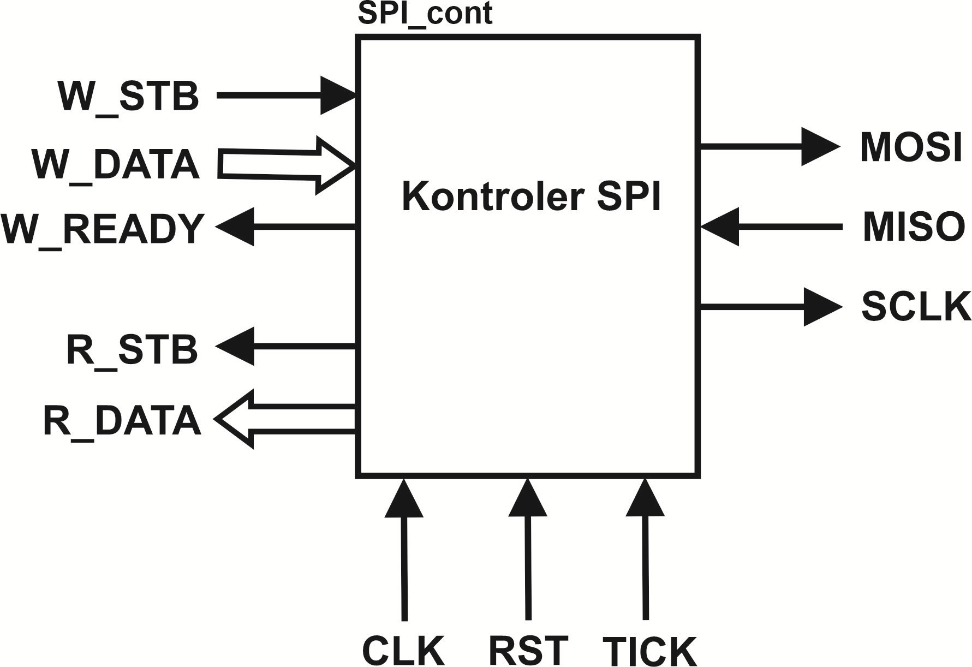 SPI_cont
W_STB
W_DATA
W_READY
R_STB
R_DATA
Kontroler SPI
MOSI
MISO
SCLK
CLK RST TICK